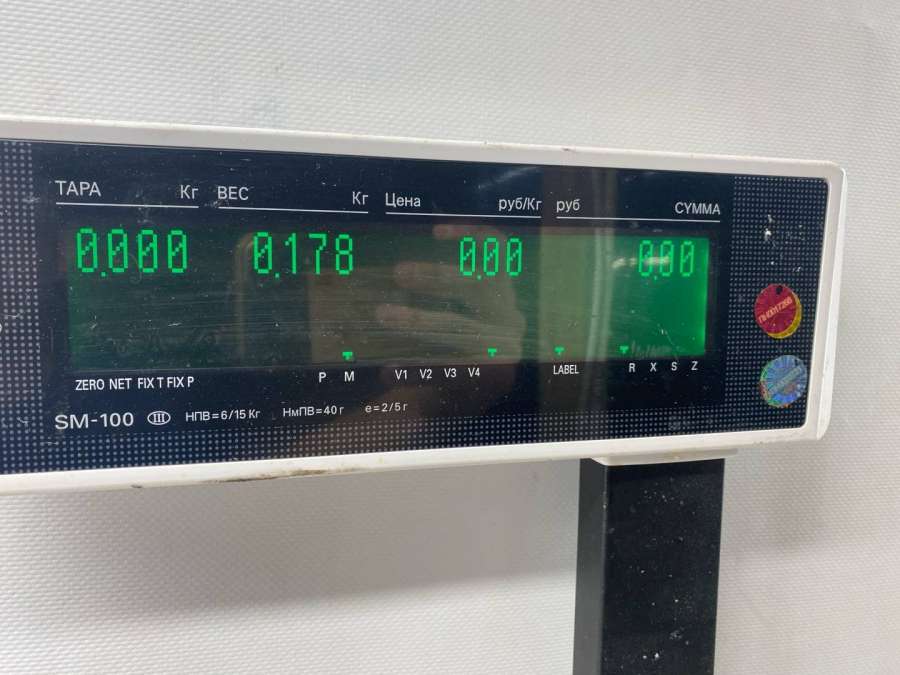 ТАРА Кг ВЕС Кг Цена руб/Кг руб СУММА
0.000 0.178 0.00 0.00
ZERO NET FIX T FIX P P M V1 V2 V3 V4 LABEL R X S Z
SM-100 III НПВ=6/15 Кг НмПВ=40 г e=2/5 г